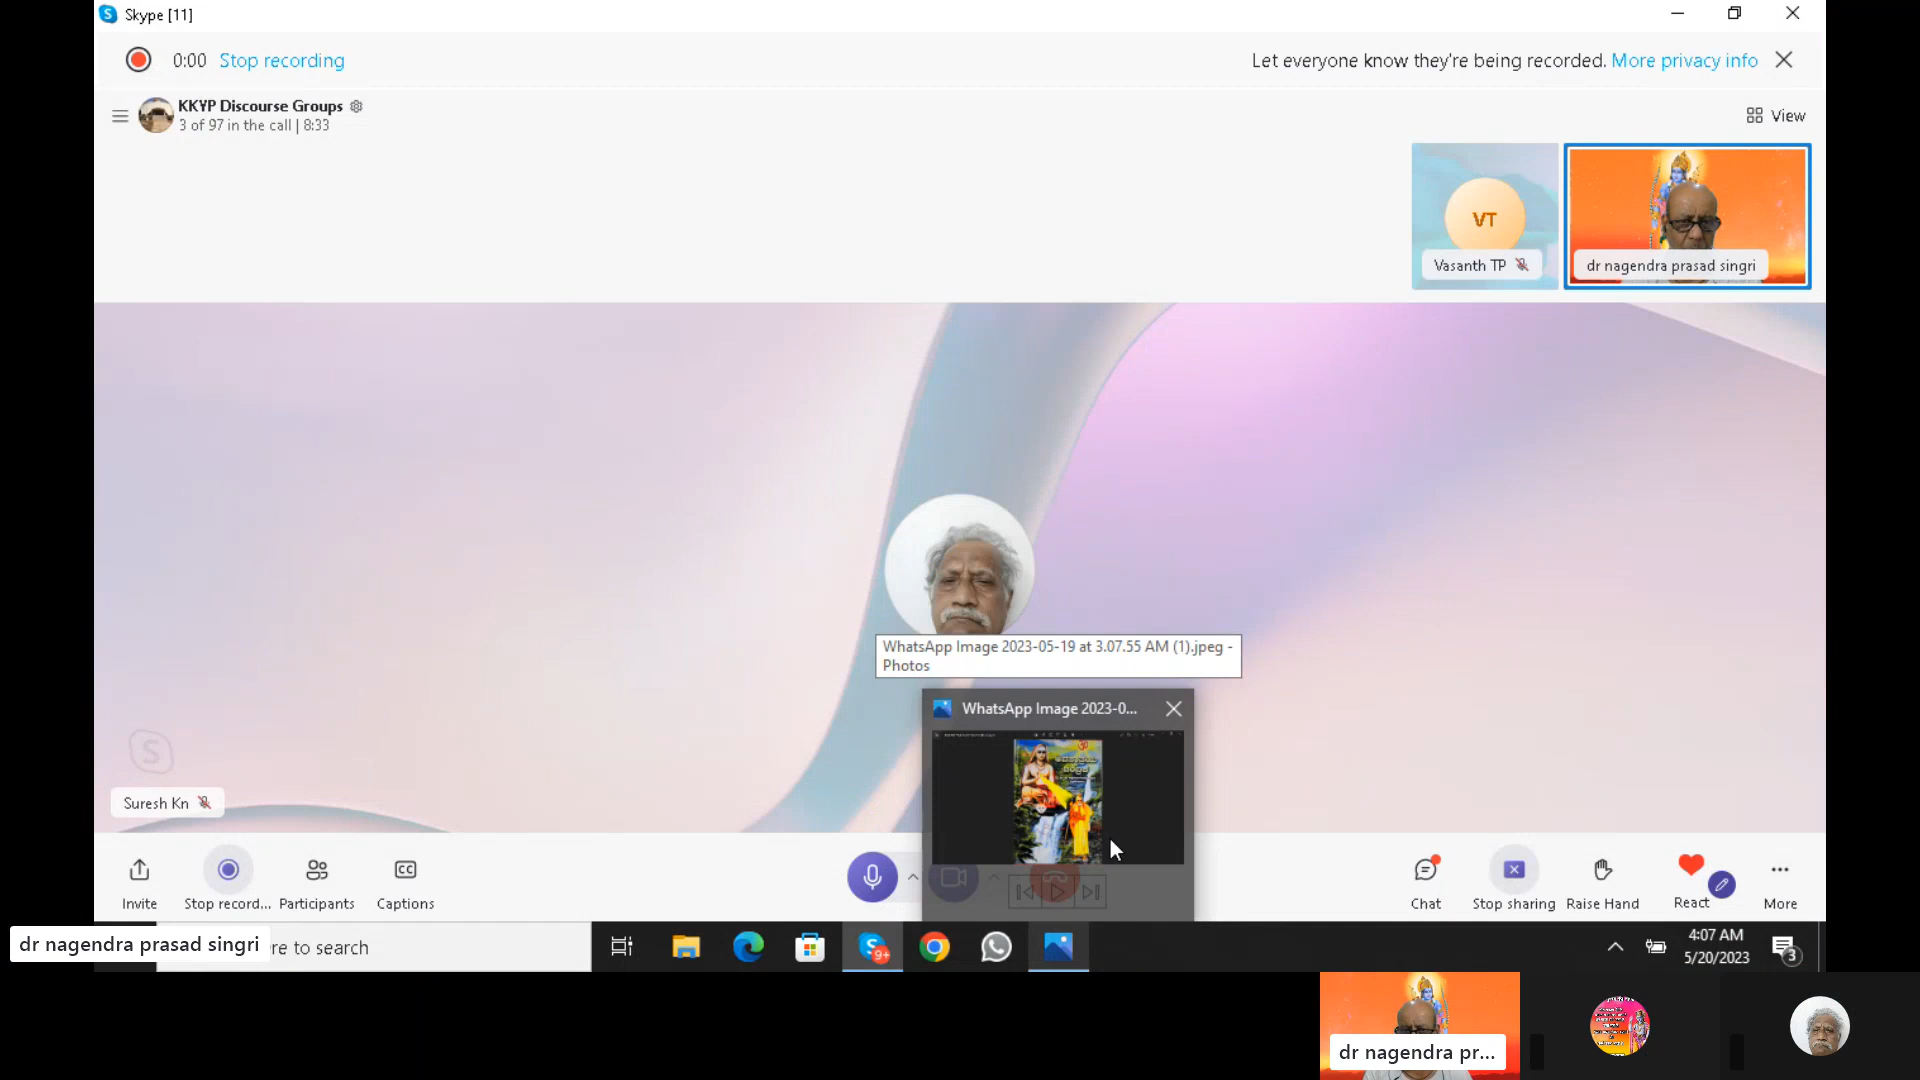 Skype [11]
0:00 Stop recording
Let everyone know they're being recorded. More privacy info
KKYP Discourse Groups
3 of 97 in the call | 8:33
View
VT
Vasanth TP
dr nagendra prasad singri
WhatsApp Image 2023-05-19 at 3.07.55 AM (1).jpeg -
Photos
WhatsApp Image 2023-0...
Suresh Kn
CC
Invite
Stop record...
Participants
Captions
Chat
Stop sharing
Raise Hand
React
More
dr nagendra prasad singri
re to search
9+
4:07 AM
5/20/2023
3
dr nagendra pr...